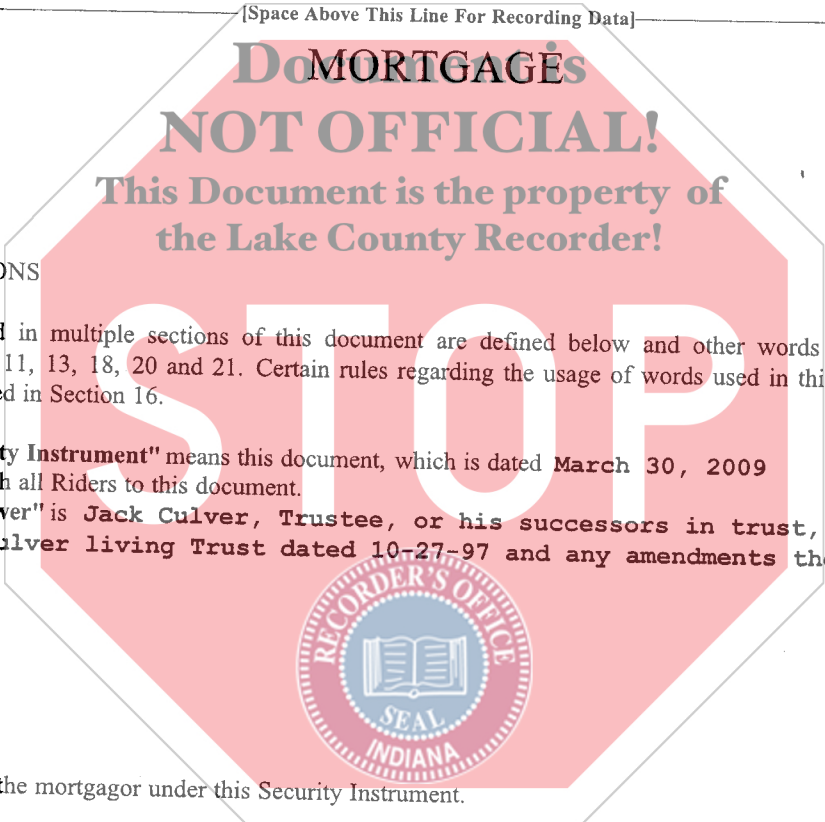 [Space Above This Line For Recording Data]
MORTGAGE
Document is
NOT OFFICIAL!
This Document is the property of
the Lake County Recorder!
ONS
in multiple sections of this document are defined below and other words
11, 13, 18, 20 and 21. Certain rules regarding the usage of words used in thi
ed in Section 16.
STOP
ty Instrument" means this document, which is dated March 30, 2009
h all Riders to this document.
ver" is Jack Culver, Trustee, or his successors in trust,
ulver living Trust dated 10-27-97 and any amendments the
RECORDER'S OFFICE
SEAL
INDIANA
the mortgagor under this Security Instrument.